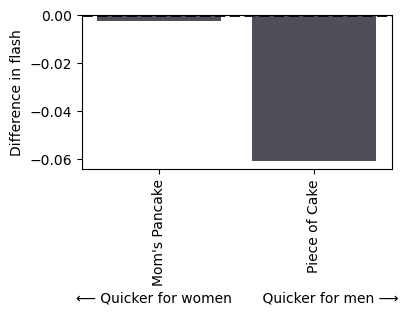 Difference in flash
0.00
−0.02
−0.04
−0.06
Mom's Pancake
Piece of Cake
⟵ Quicker for women
Quicker for men ⟶